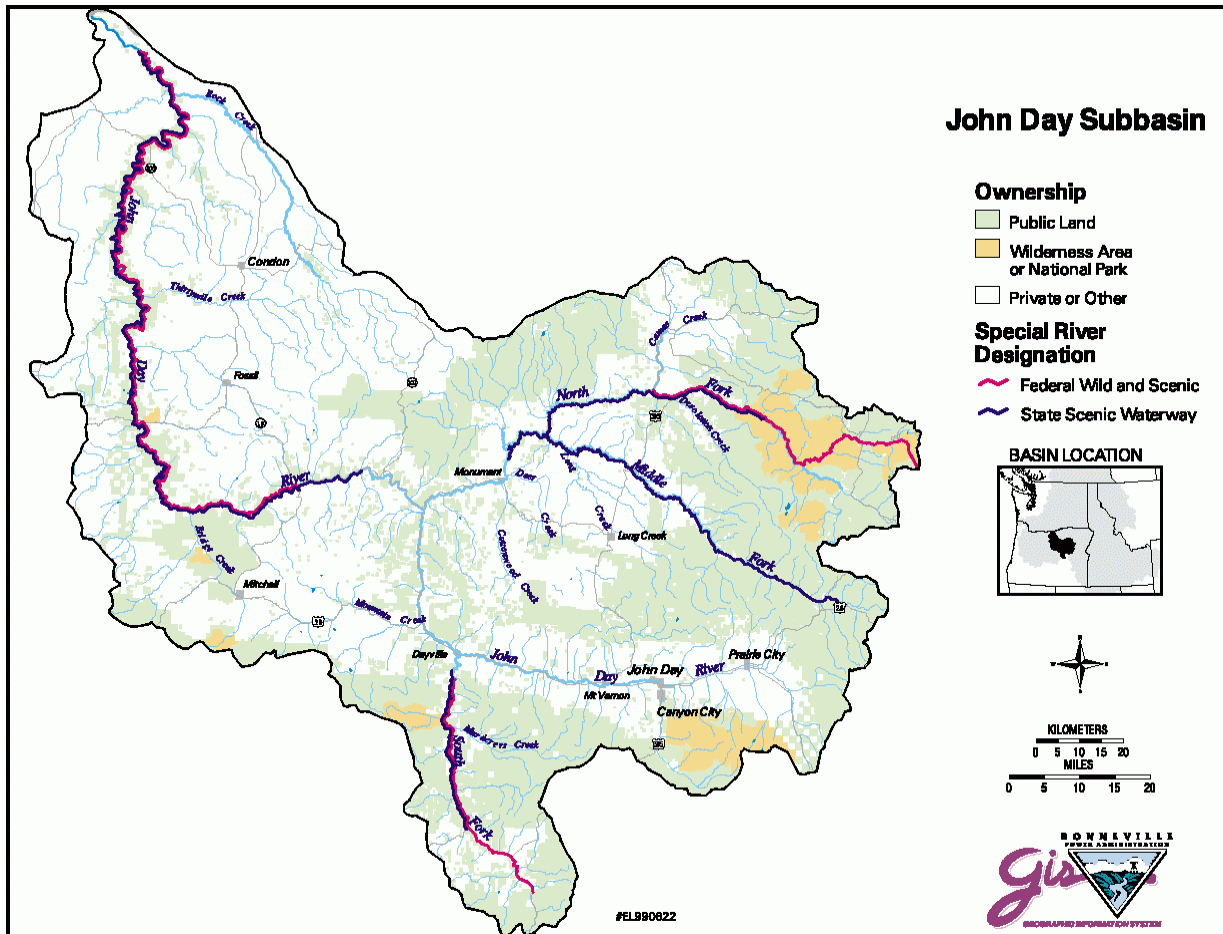 John Day Subbasin
Ownership
Public Land
Wilderness Area
or National Park
Private or Other
Special River
Designation
Federal Wild and Scenic
State Scenic Waterway
BASIN LOCATION
KILOMETERS
0 5 10 15 20
MILES
0 5 10 15 20
BONNEVILLE
POWER ADMINISTRATION
Gis
GEOGRAPHIC INFORMATION SYSTEM
#EL990622
Rock Creek
John
Condon
Thirtymile Creek
Day
Fossil
River
Bridge Creek
Mitchell
Mountain Creek
Camas Creek
North
Fork
Desolation Creek
Monument
Deer
Creek
Long
Creek
Middle
Fork
Long Creek
Cottonwood Creek
Dayville
John
Day
River
John Day
Prairie City
Mt Vernon
Canyon City
Murderers Creek
South
Fork